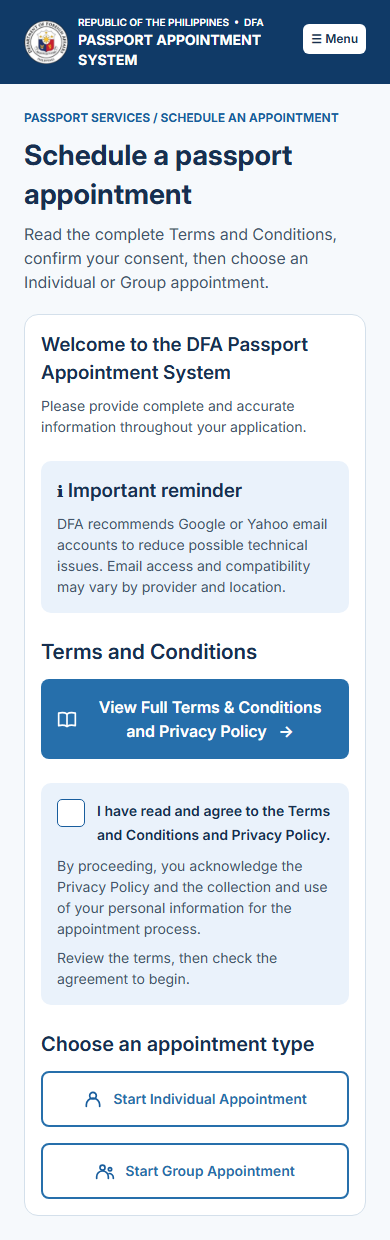 REPUBLIC OF THE PHILIPPINES • DFA
PASSPORT APPOINTMENT
SYSTEM
☰ Menu
PASSPORT SERVICES / SCHEDULE AN APPOINTMENT
Schedule a passport
appointment
Read the complete Terms and Conditions,
confirm your consent, then choose an
Individual or Group appointment.
Welcome to the DFA Passport
Appointment System
Please provide complete and accurate
information throughout your application.
ℹ Important reminder
DFA recommends Google or Yahoo email
accounts to reduce possible technical
issues. Email access and compatibility
may vary by provider and location.
Terms and Conditions
View Full Terms & Conditions
and Privacy Policy →
I have read and agree to the Terms
and Conditions and Privacy Policy.
By proceeding, you acknowledge the
Privacy Policy and the collection and use
of your personal information for the
appointment process.
Review the terms, then check the
agreement to begin.
Choose an appointment type
Start Individual Appointment
Start Group Appointment